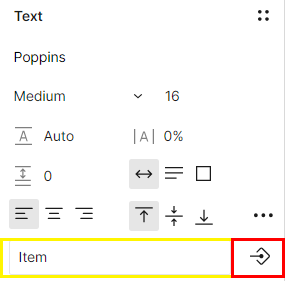 Text
Poppins
Medium 16
A Auto |A| 0%
0
Item